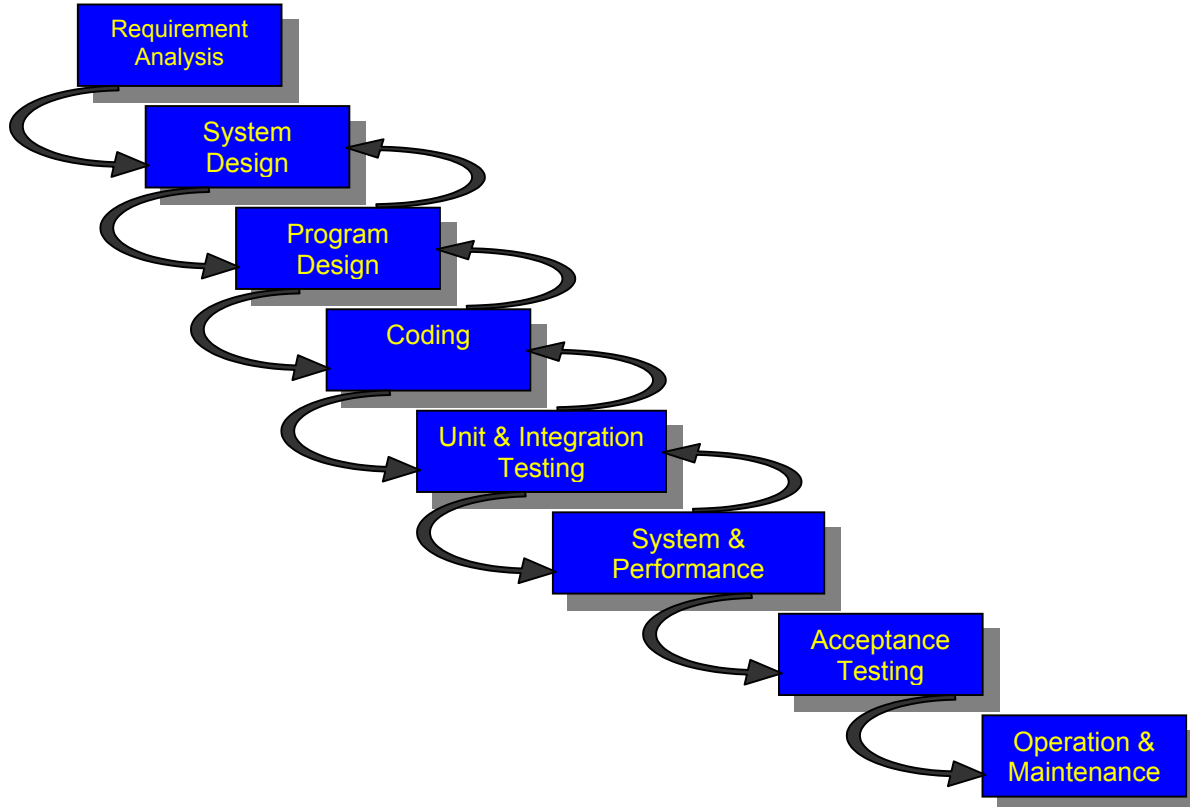 Requirement
Analysis
System
Design
Program
Design
Coding
Unit & Integration
Testing
System &
Performance
Acceptance
Testing
Operation &
Maintenance